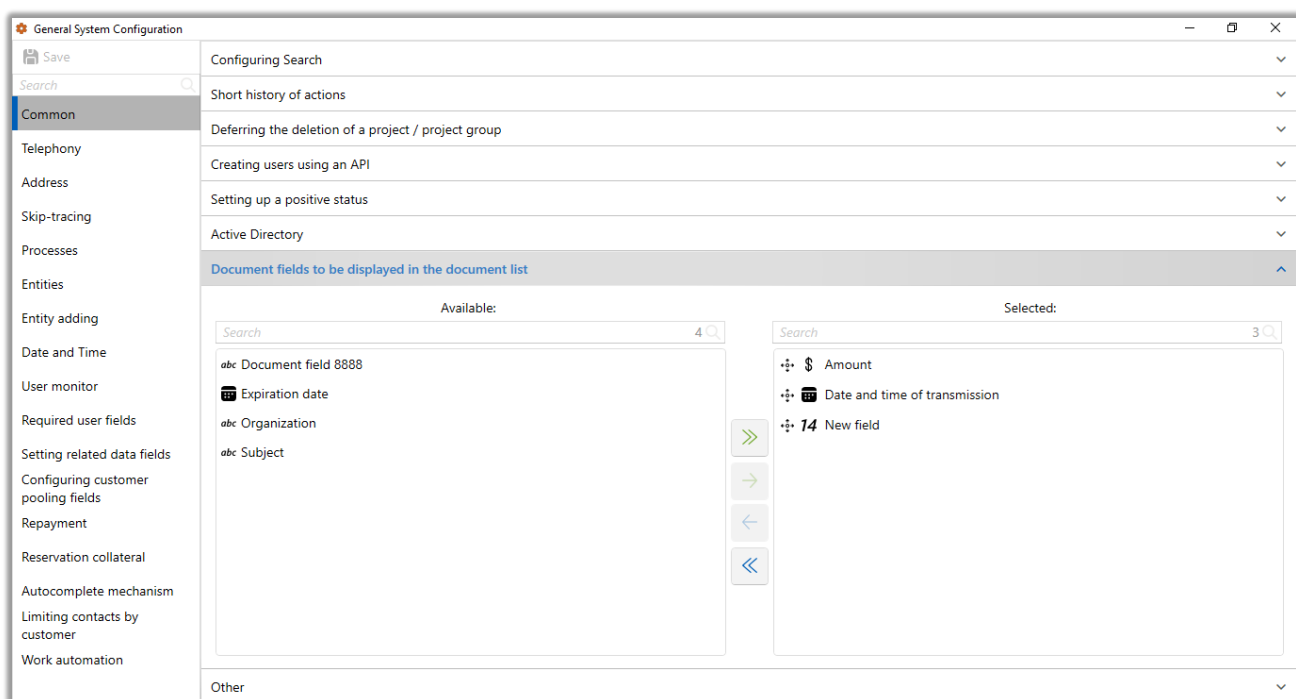 General System Configuration
Save
Search
Common
Telephony
Address
Skip-tracing
Processes
Entities
Entity adding
Date and Time
User monitor
Required user fields
Setting related data fields
Configuring customer
pooling fields
Repayment
Reservation collateral
Autocomplete mechanism
Limiting contacts by
customer
Work automation
Configuring Search
Short history of actions
Deferring the deletion of a project / project group
Creating users using an API
Setting up a positive status
Active Directory
Document fields to be displayed in the document list
Available:
Search 4
abc Document field 8888
Expiration date
abc Organization
abc Subject
Selected:
Search 3
$ Amount
Date and time of transmission
14 New field
Other